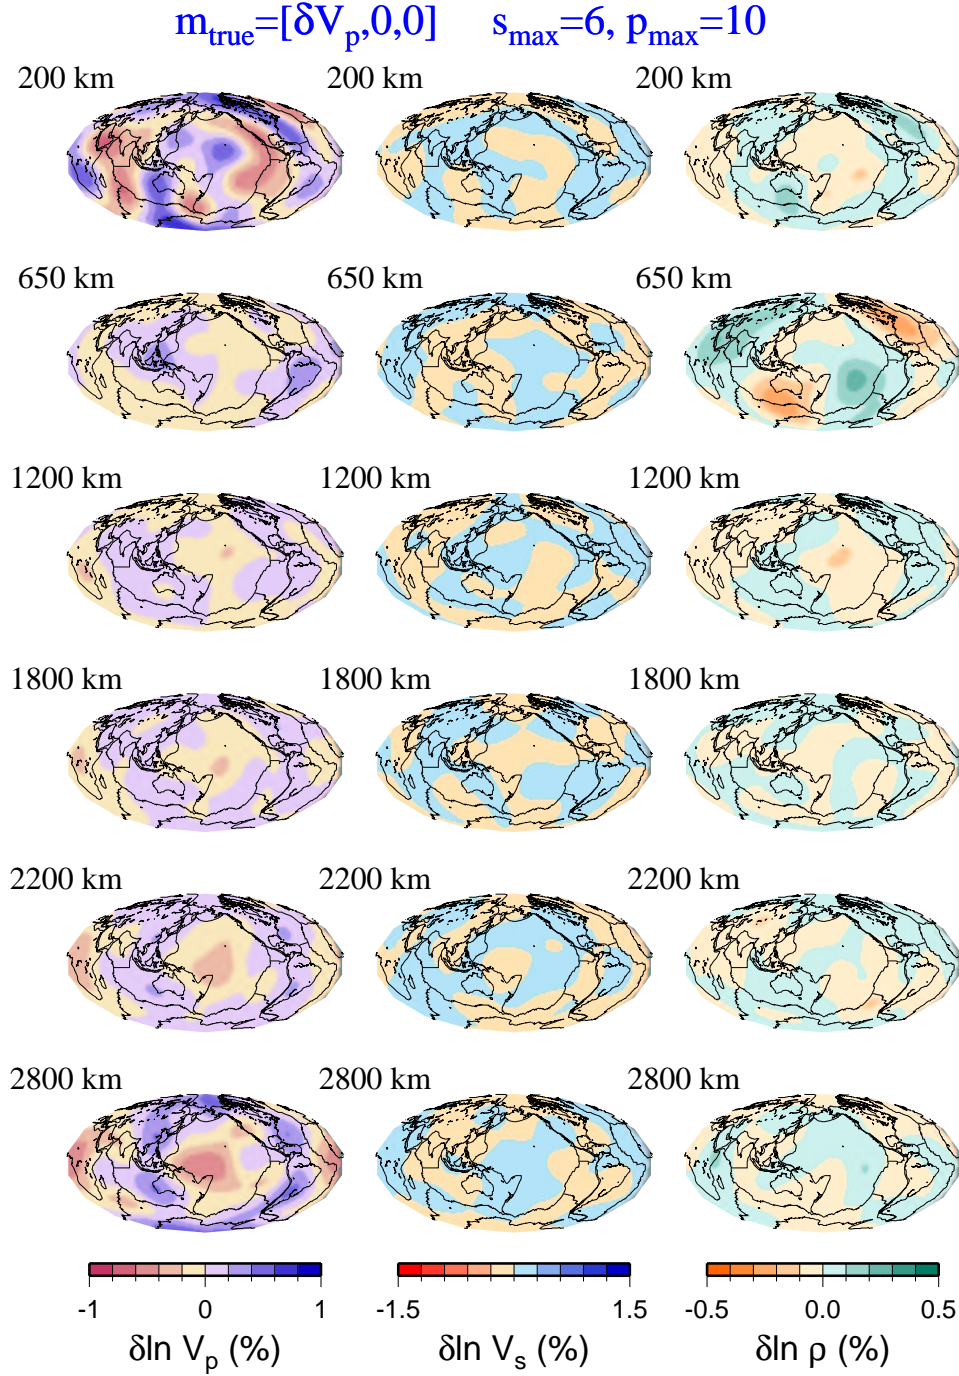 m_true=[δV_p,0,0] s_max=6, p_max=10
200 km 200 km 200 km
650 km 650 km 650 km
1200 km 1200 km 1200 km
1800 km 1800 km 1800 km
2200 km 2200 km 2200 km
2800 km 2800 km 2800 km
-1 0 1 -1.5 1.5 -0.5 0.0 0.5
δln V_p (%) δln V_s (%) δln ρ (%)